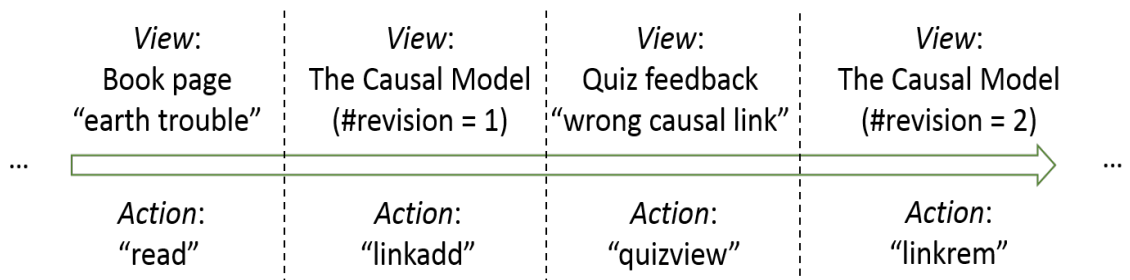 View:
Book page
“earth trouble”
View:
The Causal Model
(#revision = 1)
View:
Quiz feedback
“wrong causal link”
View:
The Causal Model
(#revision = 2)
...
...
Action:
“read”
Action:
“linkadd”
Action:
“quizview”
Action:
“linkrem”